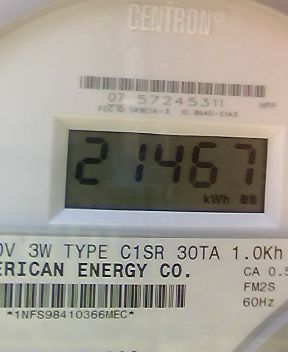 CENTRON®
07 57245311 HPP
21467
kWh
0V 3W TYPE C1SR 30TA 1.0Kh
ERICAN ENERGY CO. CA 0.5
FM2S
*1NFS98410366MEC* 60Hz